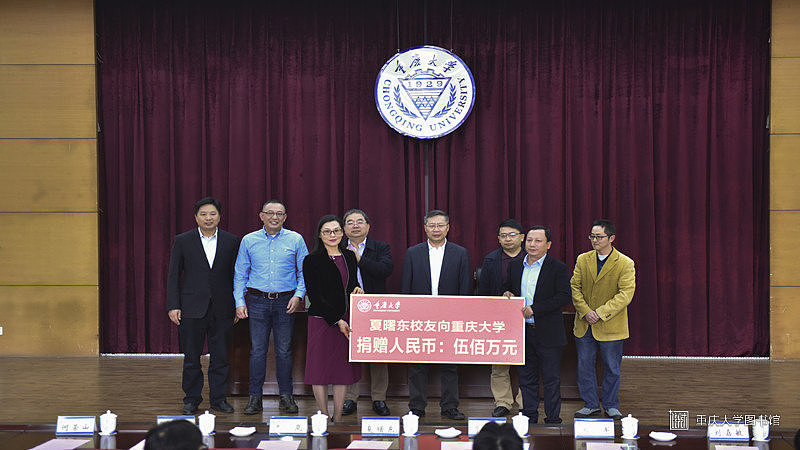 重庆大学
1929
CHONGQING UNIVERSITY
重庆大学
夏曙东校友向重庆大学
捐赠人民币：伍佰万元
重庆大学图书馆